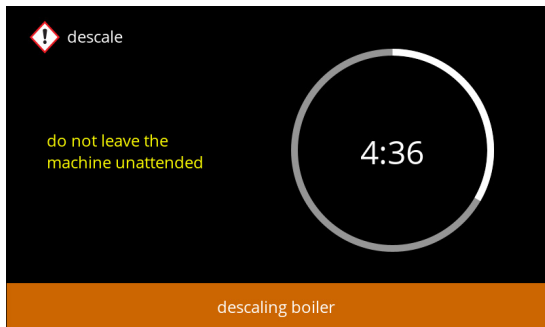 descale
do not leave the
machine unattended
4:36
descaling boiler